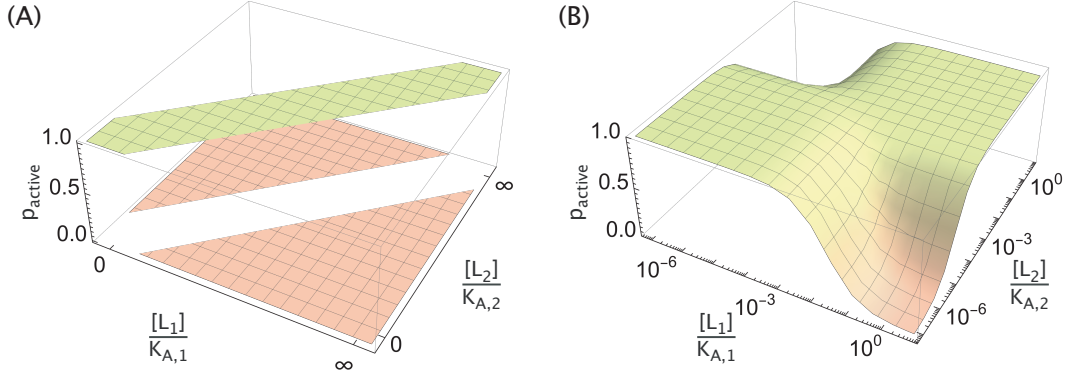 (A)
1.0
0.5
0.0
p_active
0
∞
[L_1]
K_A,1
0
∞
[L_2]
K_A,2
(B)
1.0
0.5
0.0
p_active
10^-6
10^-3
10^0
[L_1]
K_A,1
10^0
10^-3
10^-6
[L_2]
K_A,2